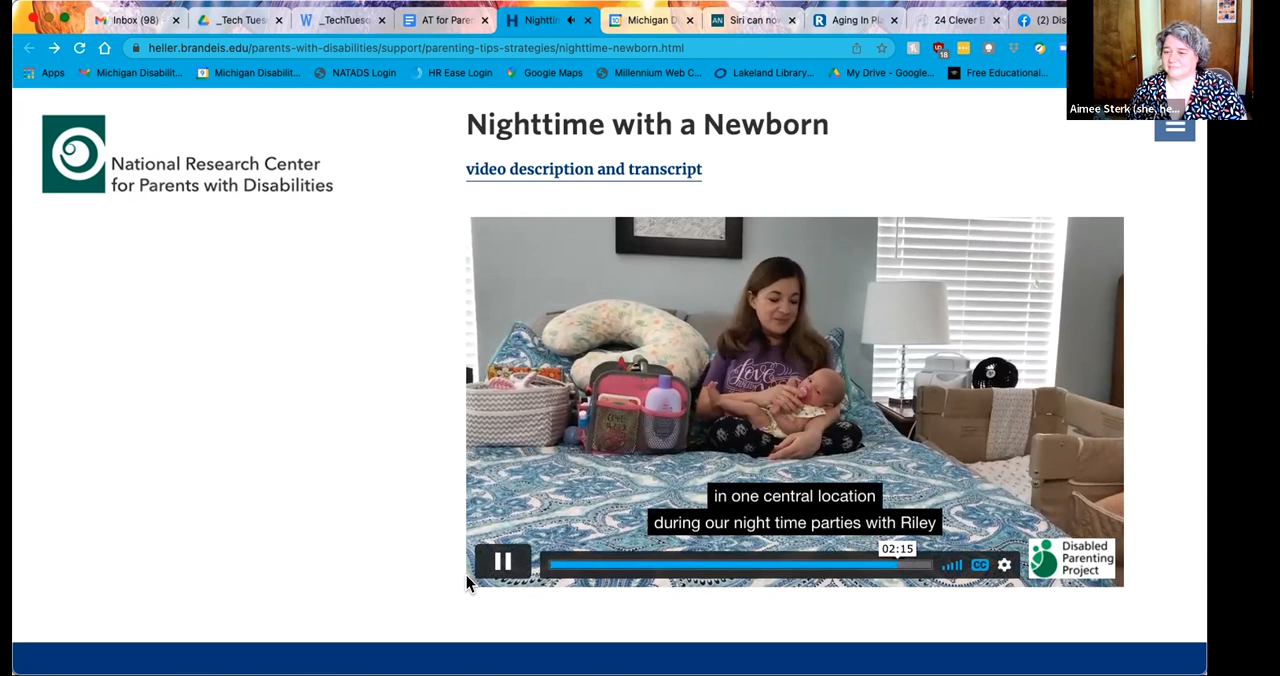 Inbox (98)
_Tech Tues
_TechTues
AT for Pare
Nighttin
Michigan D
Siri can no
Aging In Pl
24 Clever B
(2) Dis
heller.brandeis.edu/parents-with-disabilities/support/parenting-tips-strategies/nighttime-newborn.html
18
Apps
Michigan Disabilit...
Michigan Disabilit...
NATADS Login
HR Ease Login
Google Maps
Millennium Web C...
Lakeland Library...
My Drive - Google...
Free Educational...
Aimee Sterk (she, he...
Nighttime with a Newborn
video description and transcript
National Research Center
for Parents with Disabilities
in one central location
during our night time parties with Riley
02:15
CC
Disabled
Parenting
Project